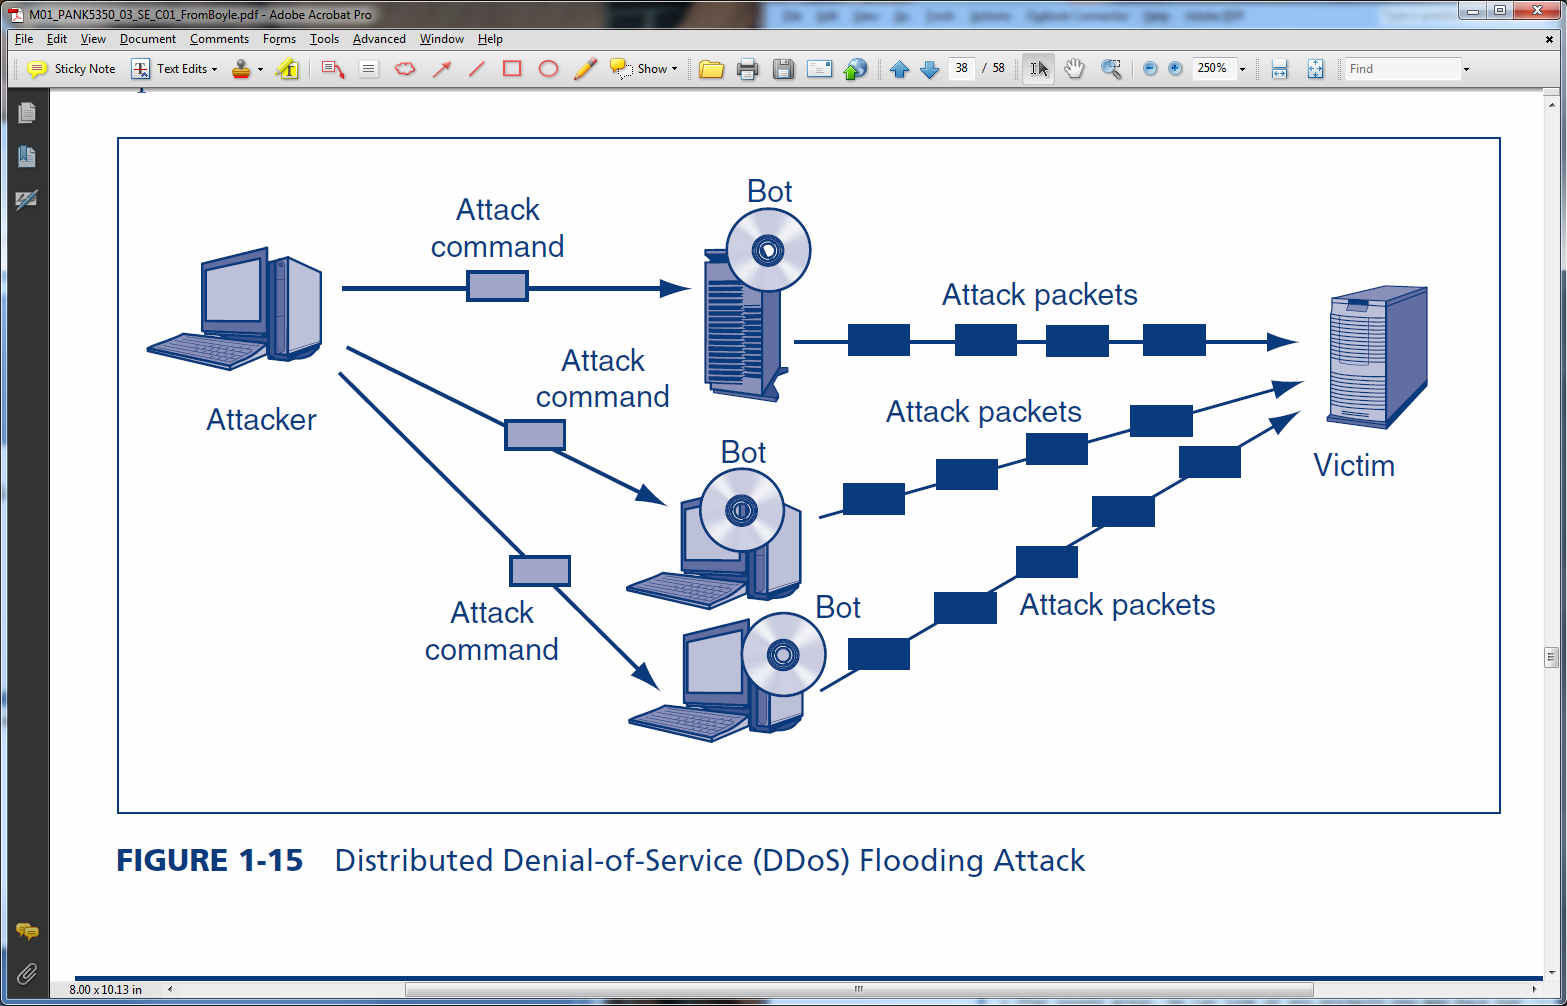 M01_PANK5350_03_SE_C01_FromBoyle.pdf - Adobe Acrobat Pro
File Edit View Document Comments Forms Tools Advanced Window Help
Sticky Note Text Edits Show 38 / 58 250% Find
Bot
Attack
command
Attack packets
Attack
command
Attacker
Attack packets
Bot
Victim
Bot
Attack packets
Attack
command
FIGURE 1-15 Distributed Denial-of-Service (DDoS) Flooding Attack
8.00 x 10.13 in